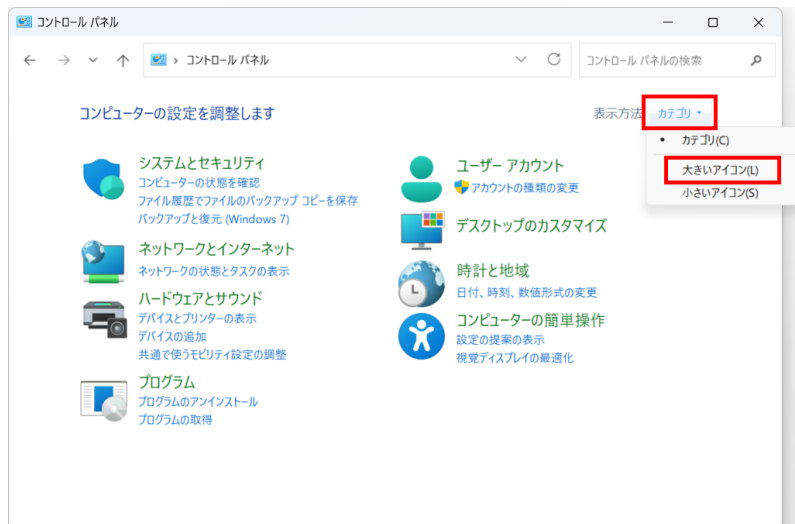 コントロール パネル
コントロール パネル
コントロール パネルの検索
コンピューターの設定を調整します
表示方法
カテゴリ
カテゴリ(C)
大きいアイコン(L)
小さいアイコン(S)
システムとセキュリティ
コンピューターの状態を確認
ファイル履歴でファイルのバックアップ コピーを保存
バックアップと復元 (Windows 7)
ネットワークとインターネット
ネットワークの状態とタスクの表示
ハードウェアとサウンド
デバイスとプリンターの表示
デバイスの追加
共通で使うモビリティ設定の調整
プログラム
プログラムのアンインストール
プログラムの取得
ユーザー アカウント
アカウントの種類の変更
デスクトップのカスタマイズ
時計と地域
日付、時刻、数値形式の変更
コンピューターの簡単操作
設定の提案の表示
視覚ディスプレイの最適化